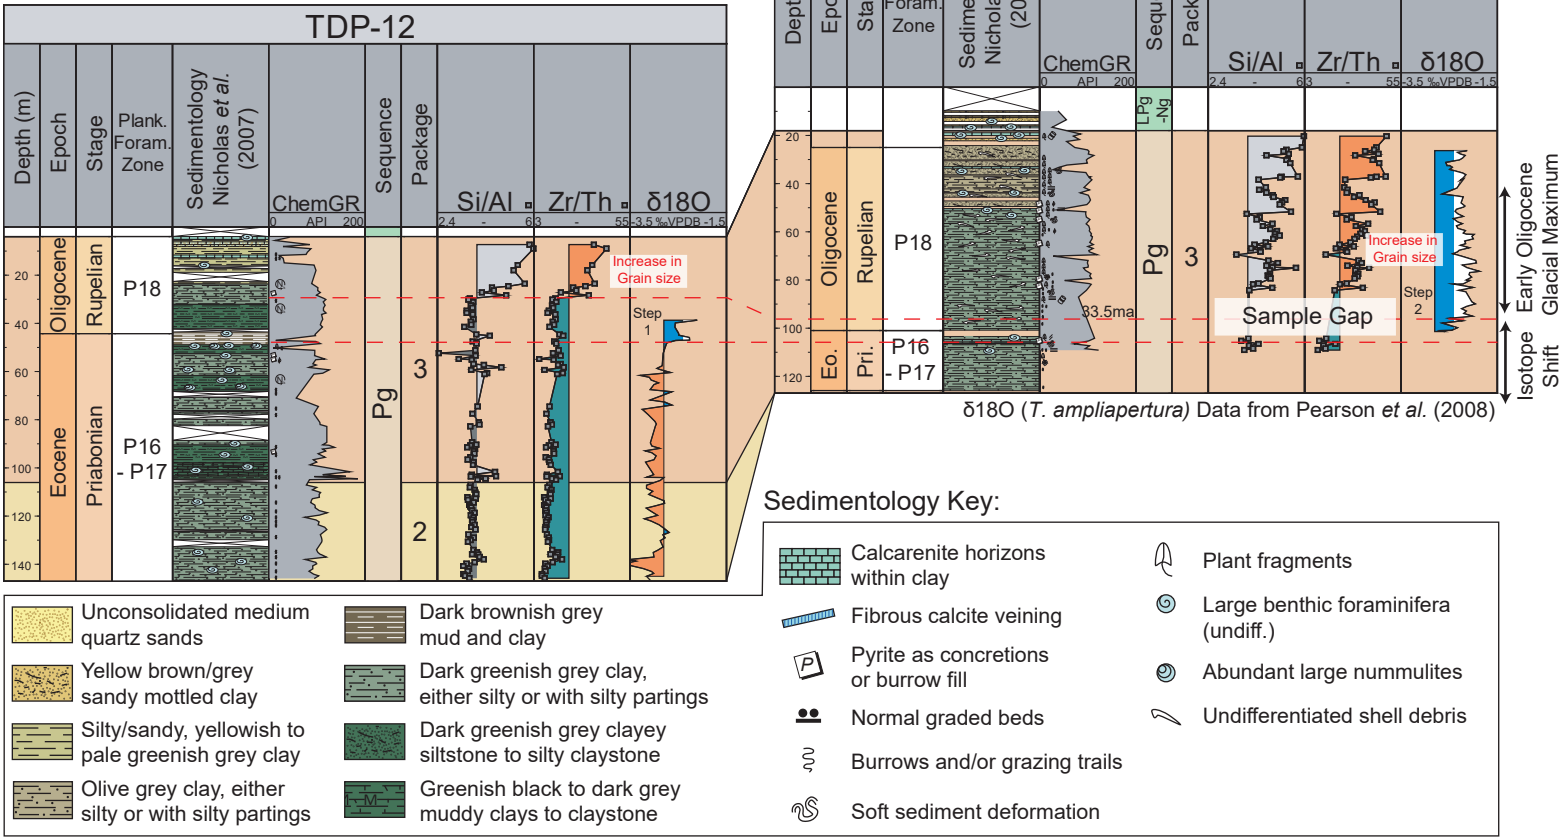 TDP-12
Depth (m)
Epoch
Stage
Plank.
Foram.
Zone
Sedimentology
Nicholas et al.
(2007)
ChemGR
0 API 200
Sequence
Package
Si/Al
2.4 - 6
Zr/Th
3 - 55
δ18O
-3.5 ‰VPDB -1.5
20
40
60
80
100
120
140
Oligocene
Eocene
Rupelian
Priabonian
P18
P16
- P17
Pg
3
2
Increase in
Grain size
Step
1
Foram.
Zone
ChemGR
0 API 200
Si/Al
2.4 - 6
Zr/Th
3 - 55
δ18O
-3.5 ‰VPDB -1.5
LPg
-Ng
20
40
60
80
100
120
Oligocene
Eo.
Rupelian
Pri.
P18
P16
- P17
33.5ma
Pg
3
Increase in
Grain size
Sample Gap
Step
2
Early Oligocene
Glacial Maximum
Isotope
Shift
δ18O (T. ampliapertura) Data from Pearson et al. (2008)
Sedimentology Key:
Unconsolidated medium
quartz sands
Yellow brown/grey
sandy mottled clay
Silty/sandy, yellowish to
pale greenish grey clay
Olive grey clay, either
silty or with silty partings
Dark brownish grey
mud and clay
Dark greenish grey clay,
either silty or with silty partings
Dark greenish grey clayey
siltstone to silty claystone
M
Greenish black to dark grey
muddy clays to claystone
Calcarenite horizons
within clay
Fibrous calcite veining
P
Pyrite as concretions
or burrow fill
Normal graded beds
Burrows and/or grazing trails
Soft sediment deformation
Plant fragments
Large benthic foraminifera
(undiff.)
Abundant large nummulites
Undifferentiated shell debris